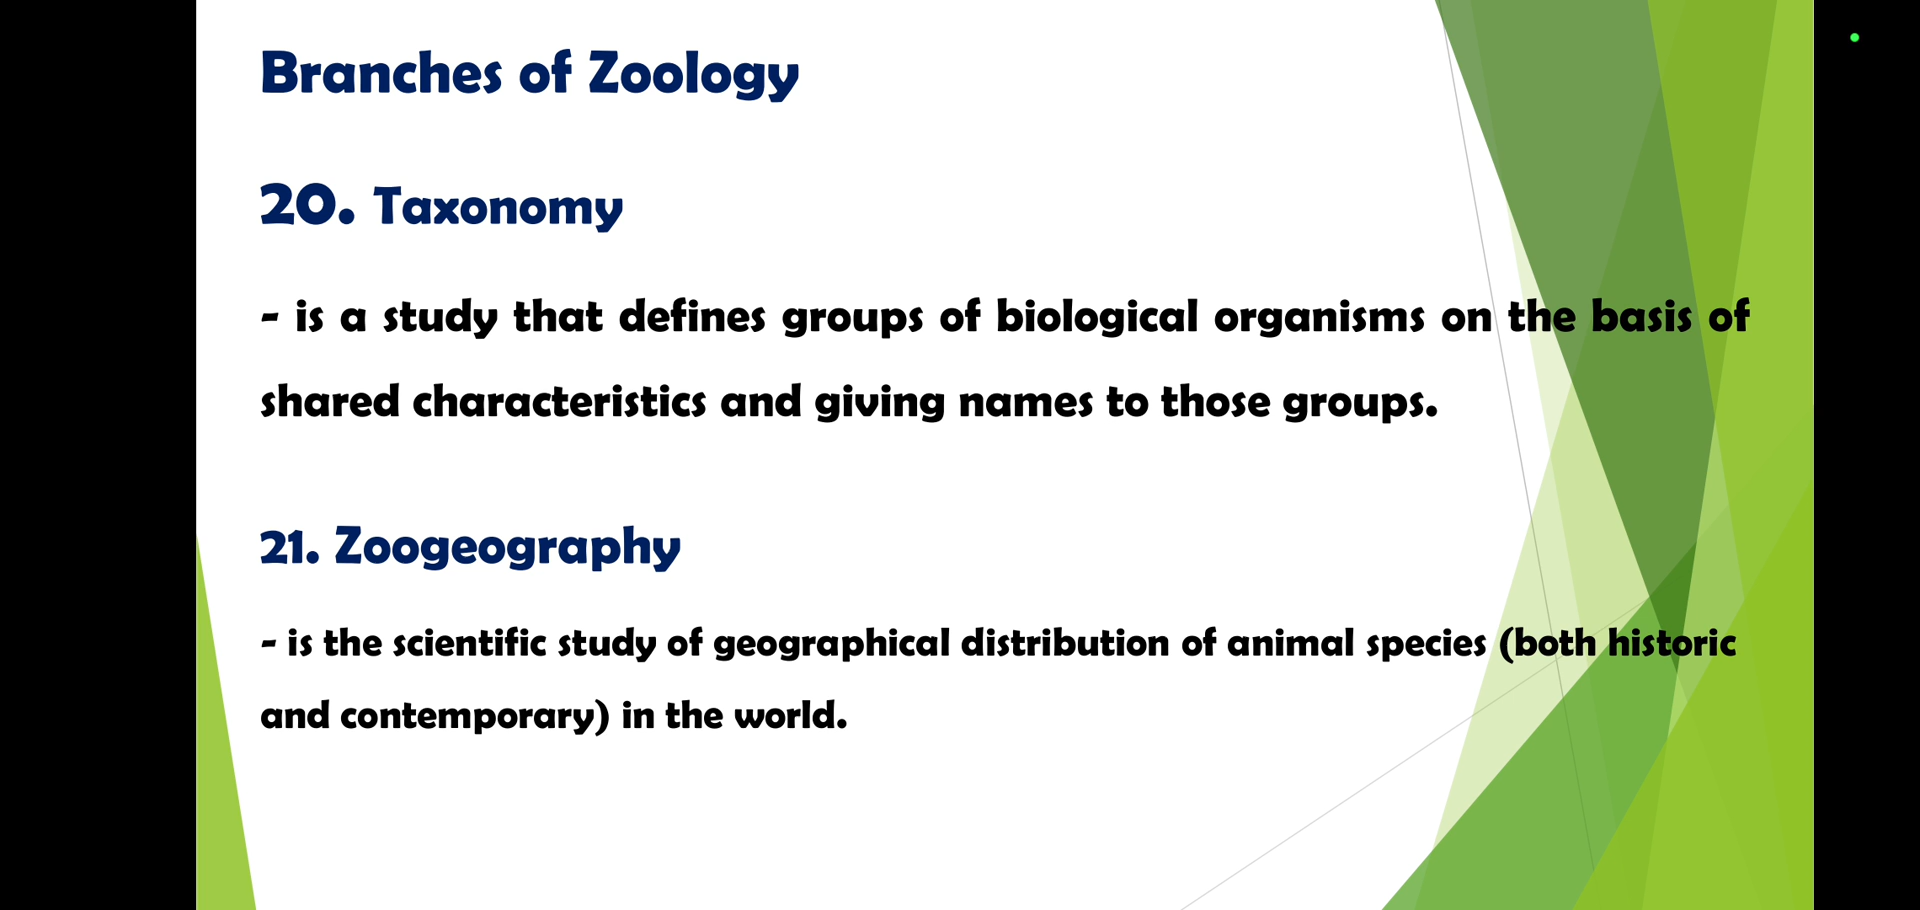 Branches of Zoology
20. Taxonomy
- is a study that defines groups of biological organisms on the basis of
shared characteristics and giving names to those groups.
21. Zoogeography
- is the scientific study of geographical distribution of animal species (both historic
and contemporary) in the world.